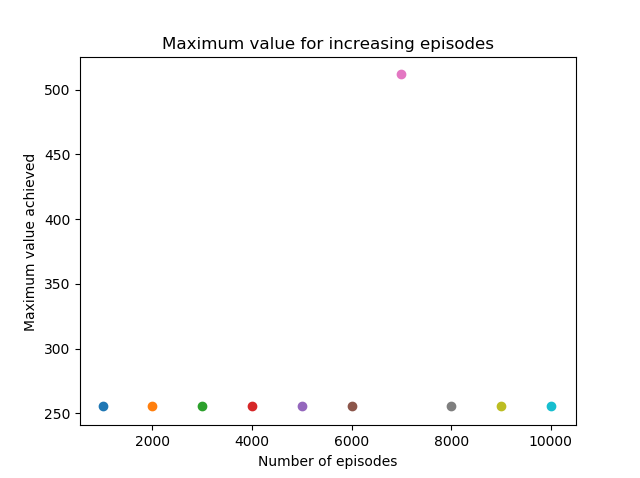 Maximum value for increasing episodes
500
450
400
350
300
250
Maximum value achieved
2000 4000 6000 8000 10000
Number of episodes